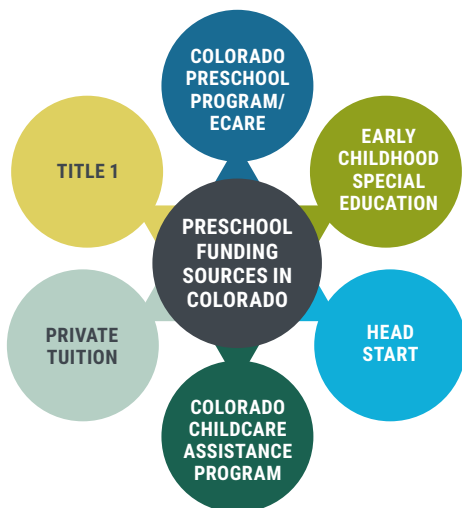 COLORADO
PRESCHOOL
PROGRAM/
ECARE
EARLY
CHILDHOOD
SPECIAL
EDUCATION
TITLE 1
PRESCHOOL
FUNDING
SOURCES IN
COLORADO
PRIVATE
TUITION
HEAD
START
COLORADO
CHILDCARE
ASSISTANCE
PROGRAM